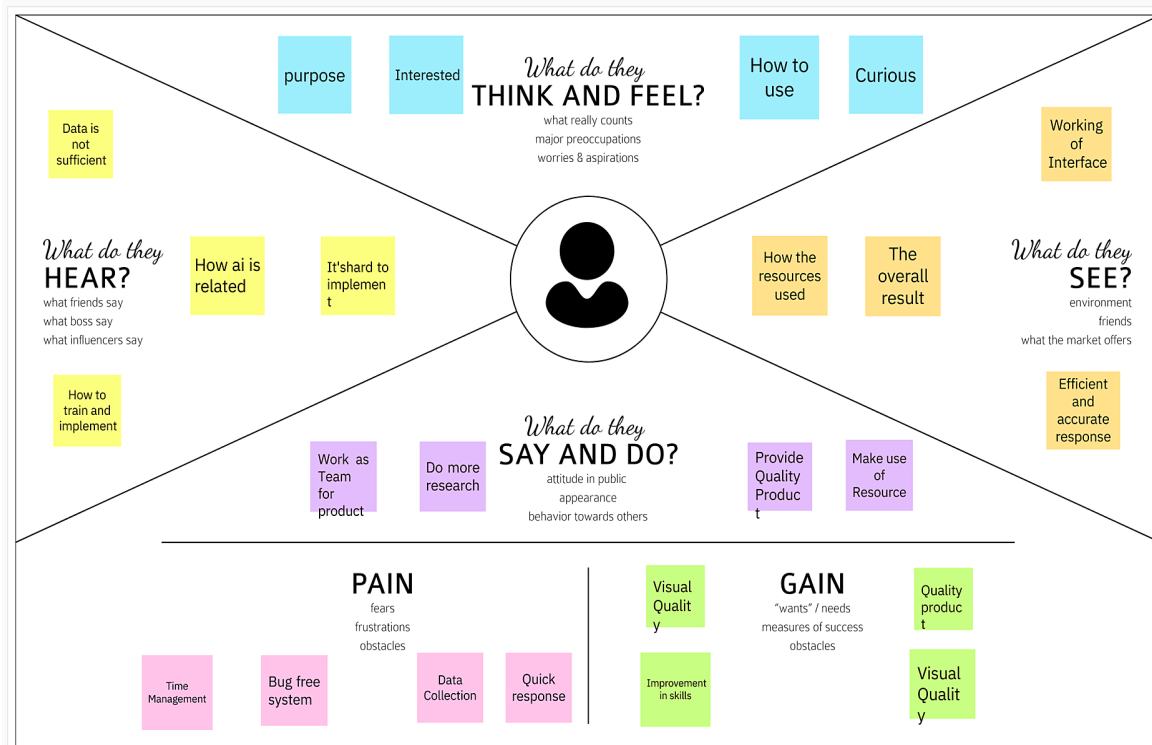 purpose
Interested
What do they
THINK AND FEEL?
what really counts
major preoccupations
worries & aspirations
How to
use
Curious
Data is
not
sufficient
What do they
HEAR?
what friends say
what boss say
what influencers say
How ai is
related
It'shard to
implemen
t
How to
train and
implement
Working
of
Interface
How the
resources
used
The
overall
result
What do they
SEE?
environment
friends
what the market offers
Efficient
and
accurate
response
What do they
SAY AND DO?
attitude in public
appearance
behavior towards others
Work as
Team
for
product
Do more
research
Provide
Quality
Produc
t
Make use
of
Resource
PAIN
fears
frustrations
obstacles
Time
Management
Bug free
system
Data
Collection
Quick
response
GAIN
“wants” / needs
measures of success
obstacles
Visual
Qualit
y
Quality
produc
t
Improvement
in skills
Visual
Qualit
y